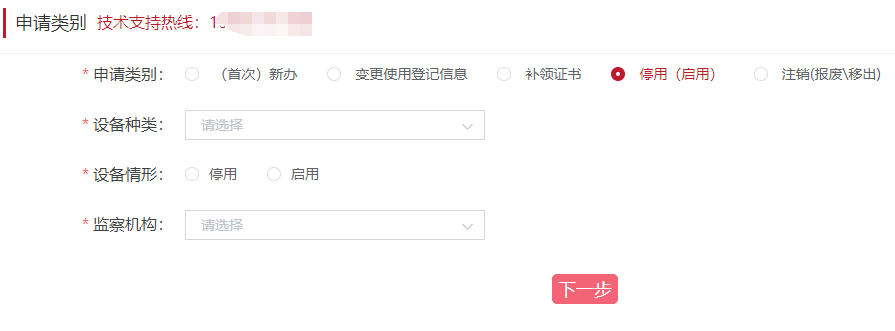 申请类别 技术支持热线：1
* 申请类别： （首次）新办 变更使用登记信息 补领证书 停用（启用） 注销(报废\移出)
* 设备种类： 请选择
* 设备情形： 停用 启用
* 监察机构： 请选择
下一步